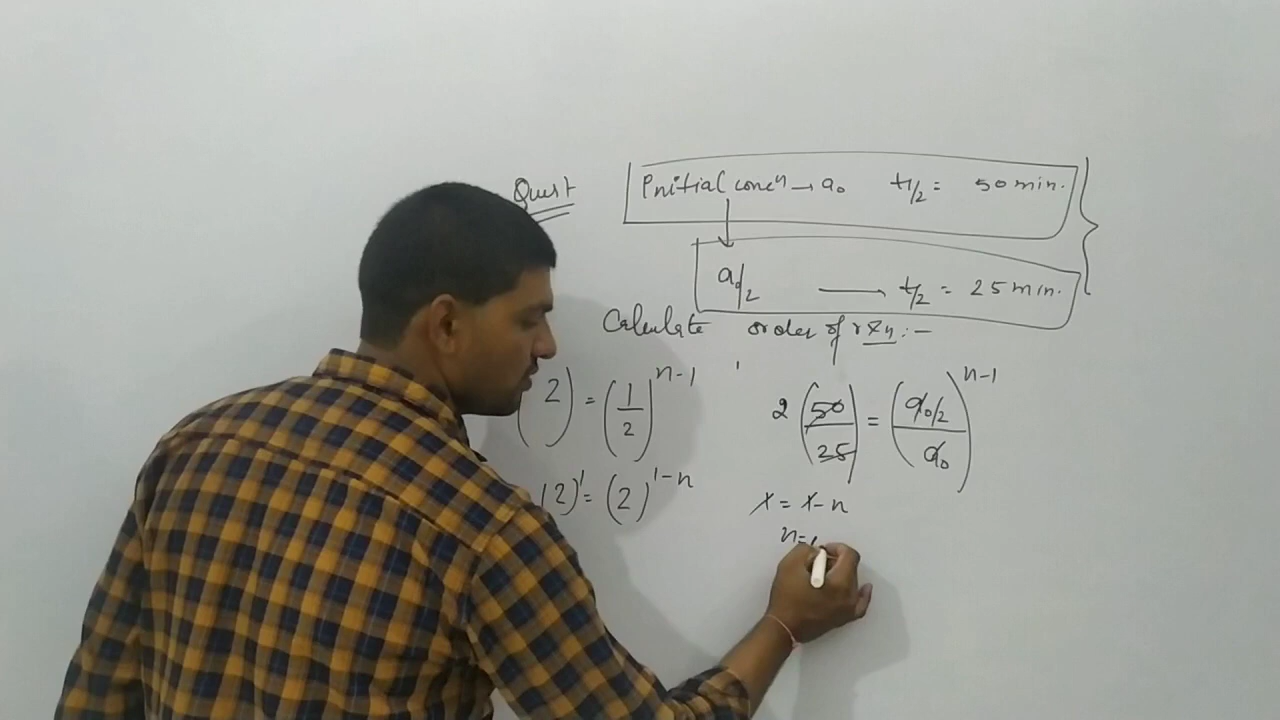 Quest Initial concn → a0 t1/2 = 50 min.
a0/2 —— t1/2 = 25 min.
Calculate order of rxn :-
2) = (1/2)^n-1
2 (50/25) = (a0/2 / a0)^n-1
(2)^1 = (2)^1-n
1 = 1-n
n=